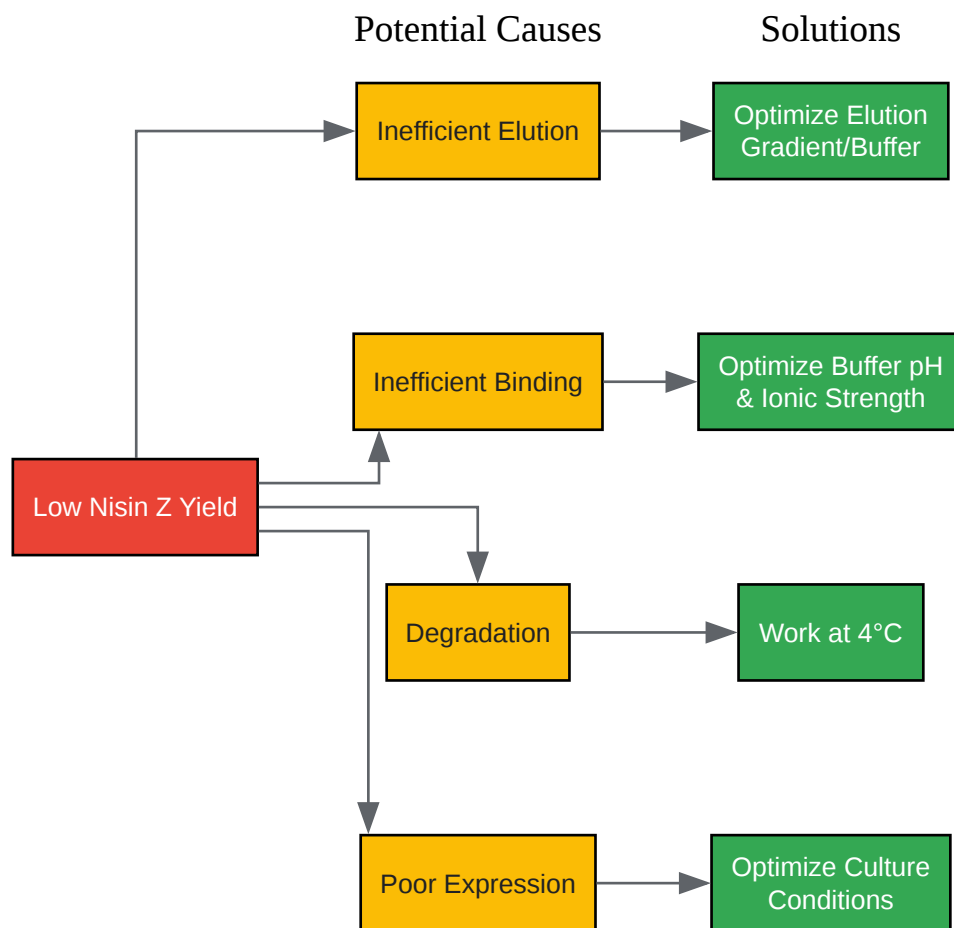 Potential Causes
Solutions
Inefficient Elution
Optimize Elution
Gradient/Buffer
Inefficient Binding
Optimize Buffer pH
& Ionic Strength
Low Nisin Z Yield
Degradation
Work at 4°C
Poor Expression
Optimize Culture
Conditions